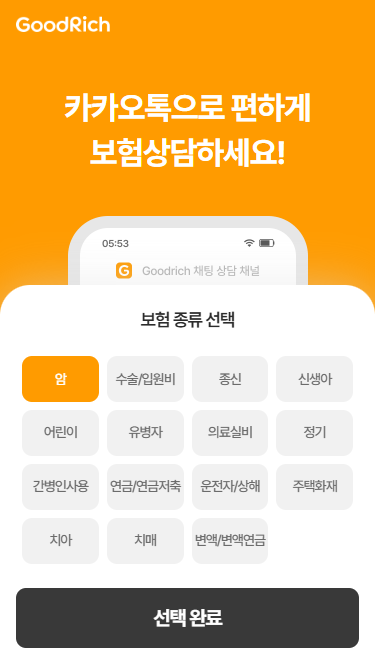 GoodRich
카카오톡으로 편하게
보험상담하세요!
05:53
G Goodrich 채팅 상담 채널
보험 종류 선택
암 수술/입원비 종신 신생아
어린이 유병자 의료실비 정기
간병인사용 연금/연금저축 운전자/상해 주택화재
치아 치매 변액/변액연금
선택 완료